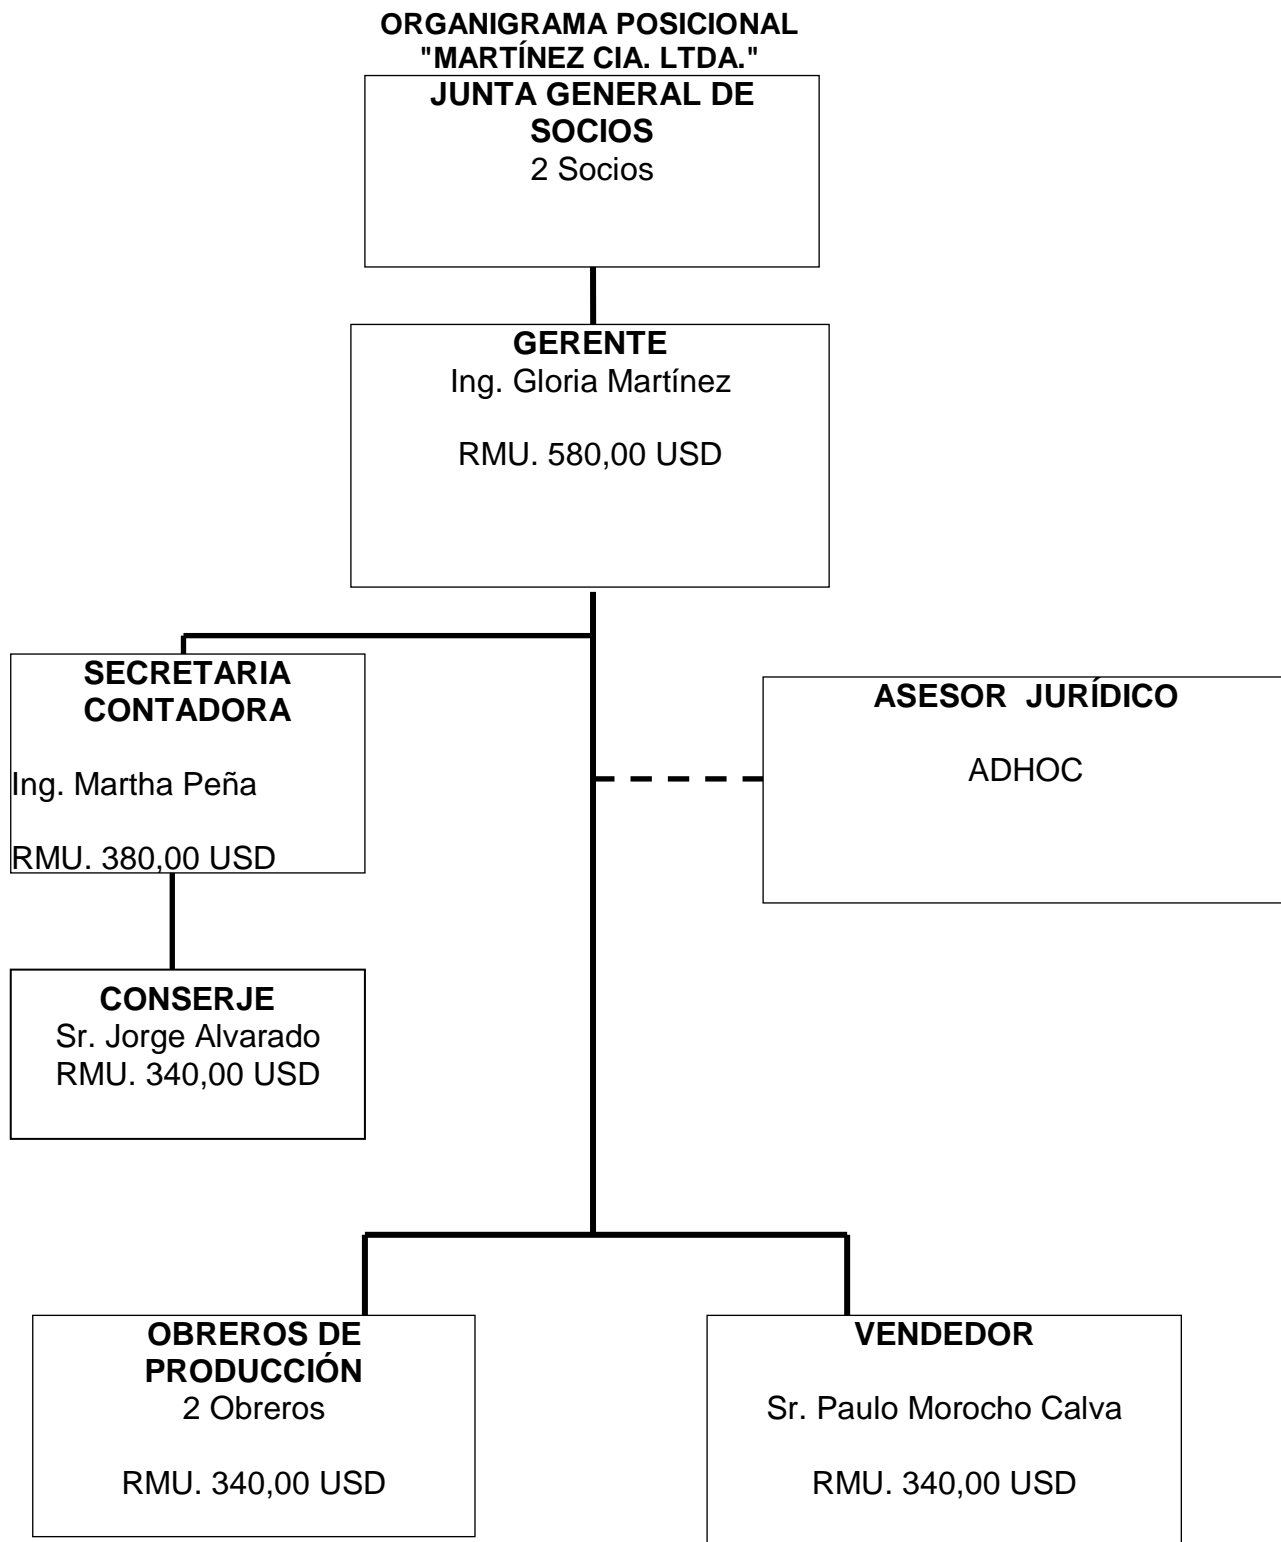 ORGANIGRAMA POSICIONAL
"MARTÍNEZ CIA. LTDA."
JUNTA GENERAL DE
SOCIOS
2 Socios
GERENTE
Ing. Gloria Martínez
RMU. 580,00 USD
SECRETARIA
CONTADORA
Ing. Martha Peña
RMU. 380,00 USD
ASESOR JURÍDICO
ADHOC
CONSERJE
Sr. Jorge Alvarado
RMU. 340,00 USD
OBREROS DE
PRODUCCIÓN
2 Obreros
RMU. 340,00 USD
VENDEDOR
Sr. Paulo Morocho Calva
RMU. 340,00 USD